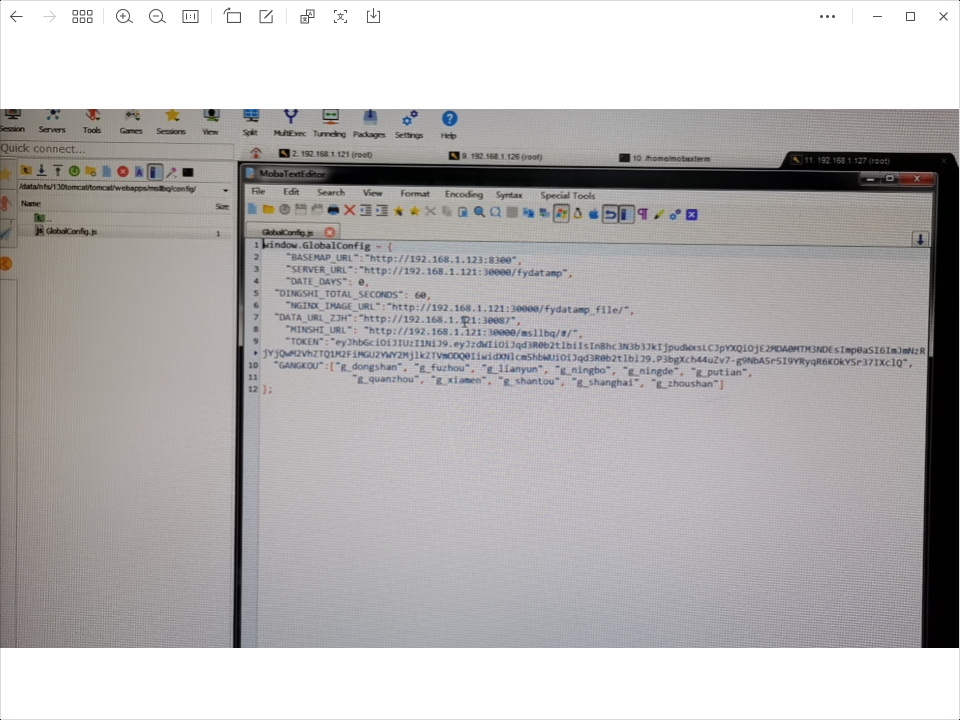 Session Servers Tools Games Sessions View Split MultiExec Tunneling Packages Settings Help
Quick connect...
2. 192.168.1.121 (root)
9. 192.168.1.126 (root)
10. /home/mobaxterm
11. 192.168.1.127 (root)
/data/nfs/130tomcat/tomcat/webapps/msllbq/config/
Name Size
..
GlobalConfig.js 1
MobaTextEditor
File Edit Search View Format Encoding Syntax Special Tools
GlobalConfig.js
1 window.GlobalConfig = {
2 "BASEMAP_URL":"http://192.168.1.123:8300",
3 "SERVER_URL":"http://192.168.1.121:30000/fydatamp",
4 "DATE_DAYS": 0,
5 "DINGSHI_TOTAL_SECONDS": 60,
6 "NGINX_IMAGE_URL":"http://192.168.1.121:30000/fydatamp_file/",
7 "DATA_URL_ZJH":"http://192.168.1.121:30087",
8 "MINSHI_URL": "http://192.168.1.121:30000/msllbq/#/",
9 "TOKEN":
10 "GANGKOU":["g_dongshan", "g_fuzhou", "g_lianyun", "g_ningbo", "g_ningde", "g_putian",
11 "g_quanzhou", "g_xiamen", "g_shantou", "g_shanghai", "g_zhoushan"]
12 };